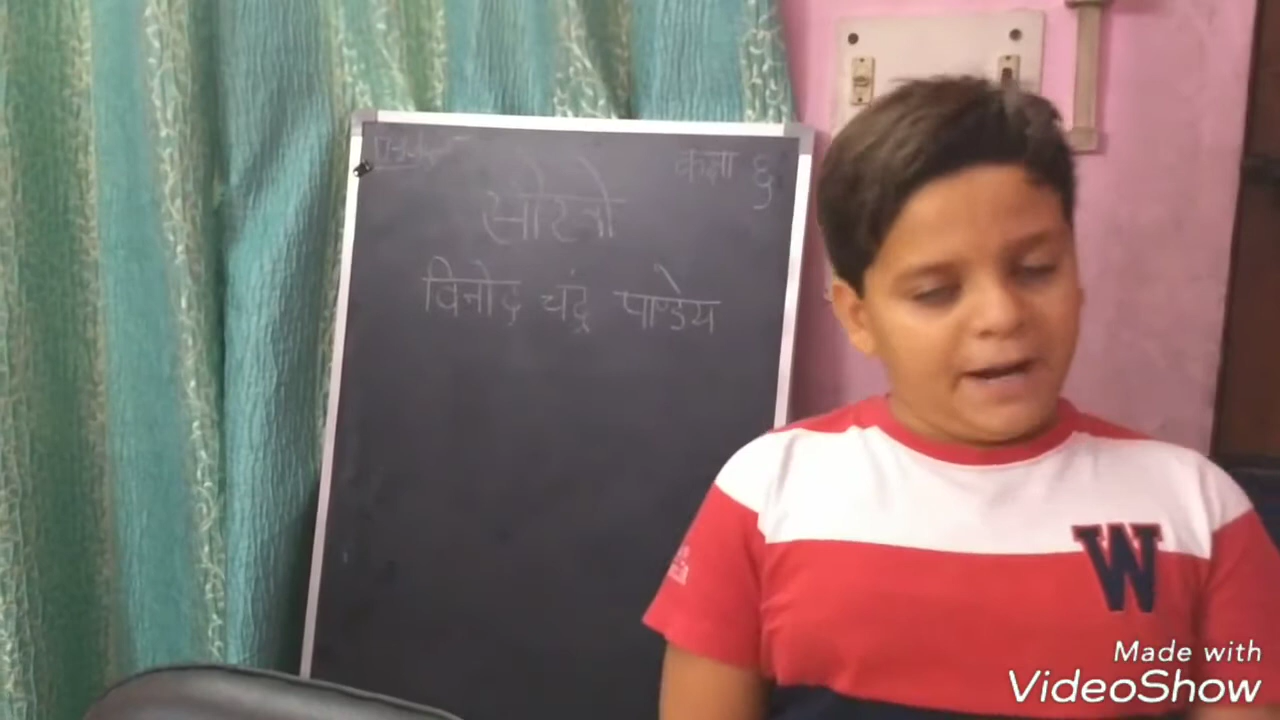 कक्षा ६
सीखो
विनोद चंद्र पाण्डेय
W
Made with
VideoShow